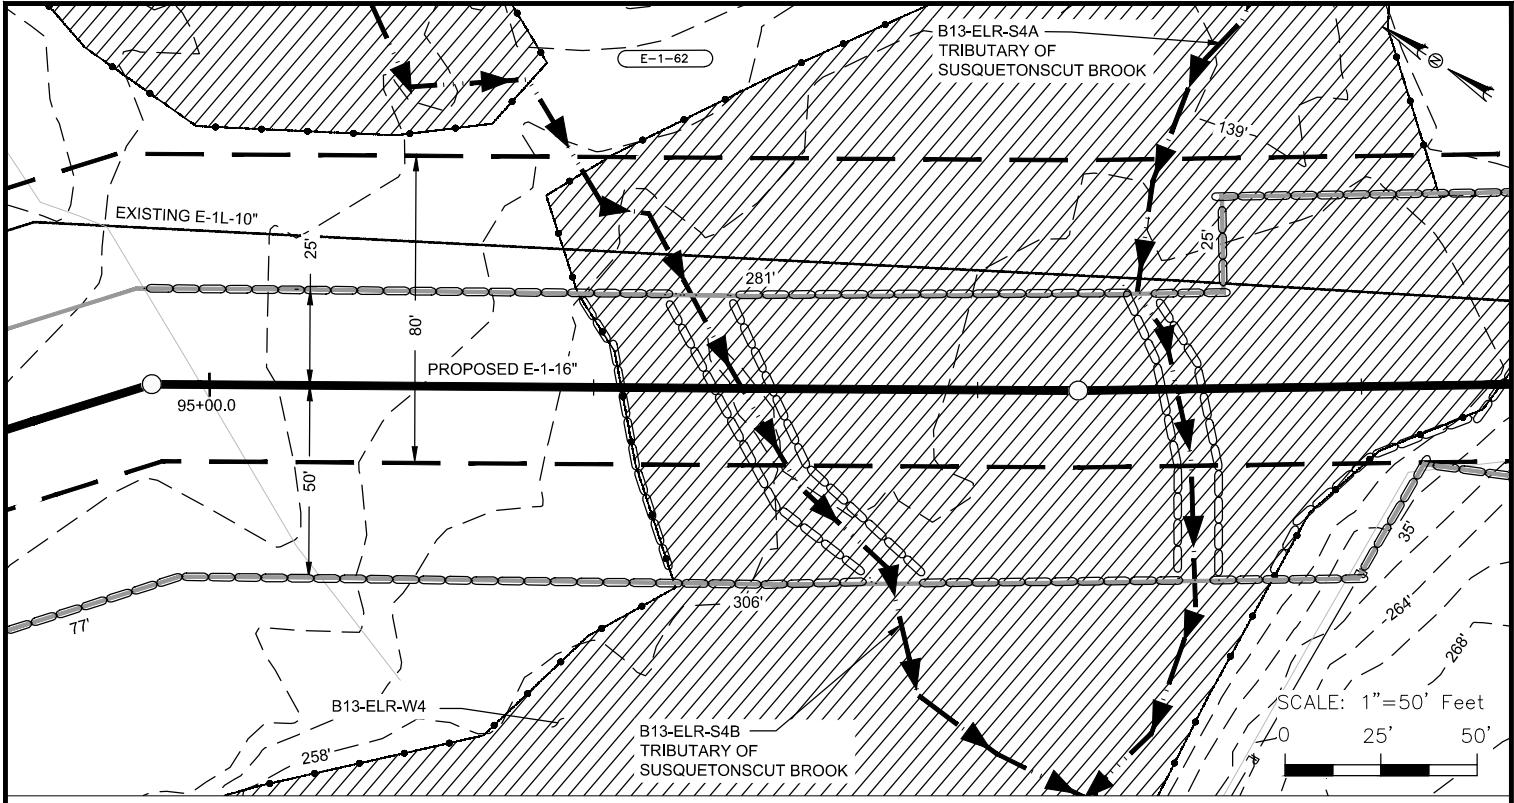 B13-ELR-S4A
TRIBUTARY OF
SUSQUETONSCUT BROOK
E-1-62
N
139'
EXISTING E-1L-10"
25'
25'
281'
80'
PROPOSED E-1-16"
95+00.0
50'
35'
306'
77'
264'
268'
B13-ELR-W4
B13-ELR-S4B
TRIBUTARY OF
SUSQUETONSCUT BROOK
258'
SCALE: 1"=50' Feet
0 25' 50'